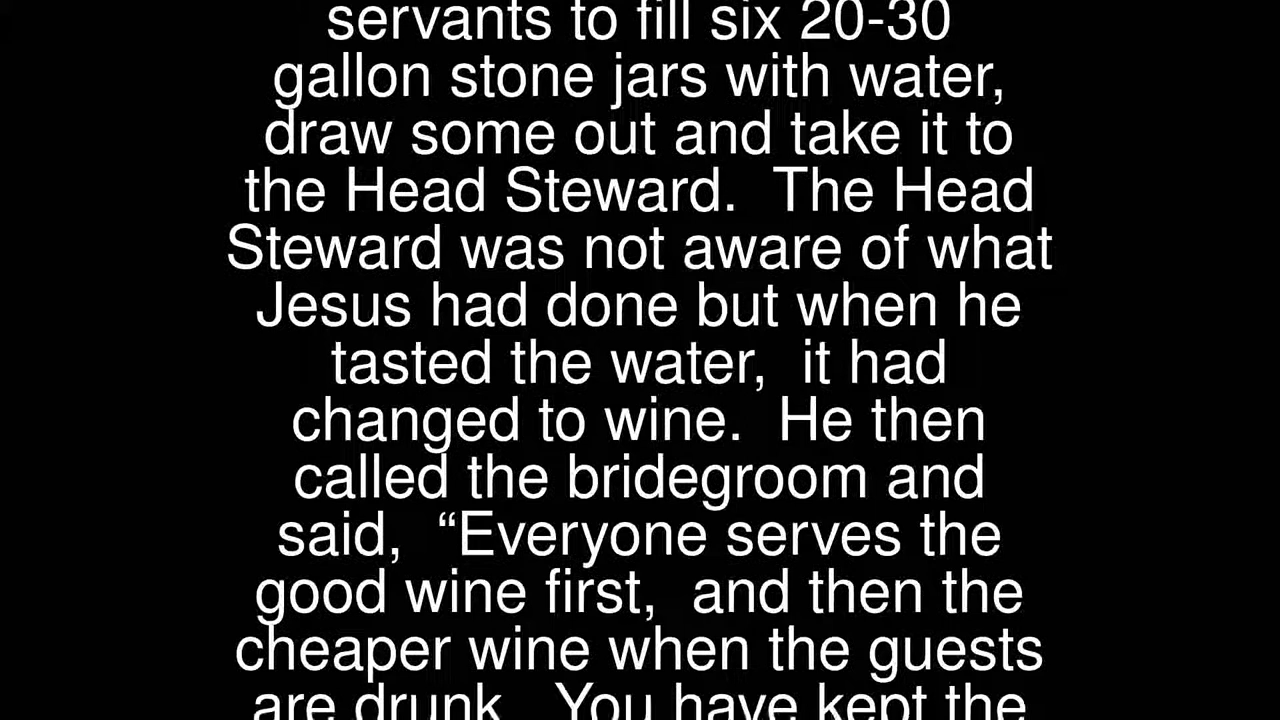 servants to fill six 20-30
gallon stone jars with water,
draw some out and take it to
the Head Steward.  The Head
Steward was not aware of what
Jesus had done but when he
tasted the water,  it had
changed to wine.  He then
called the bridegroom and
said,  “Everyone serves the
good wine first,  and then the
cheaper wine when the guests
are drunk.  You have kept the